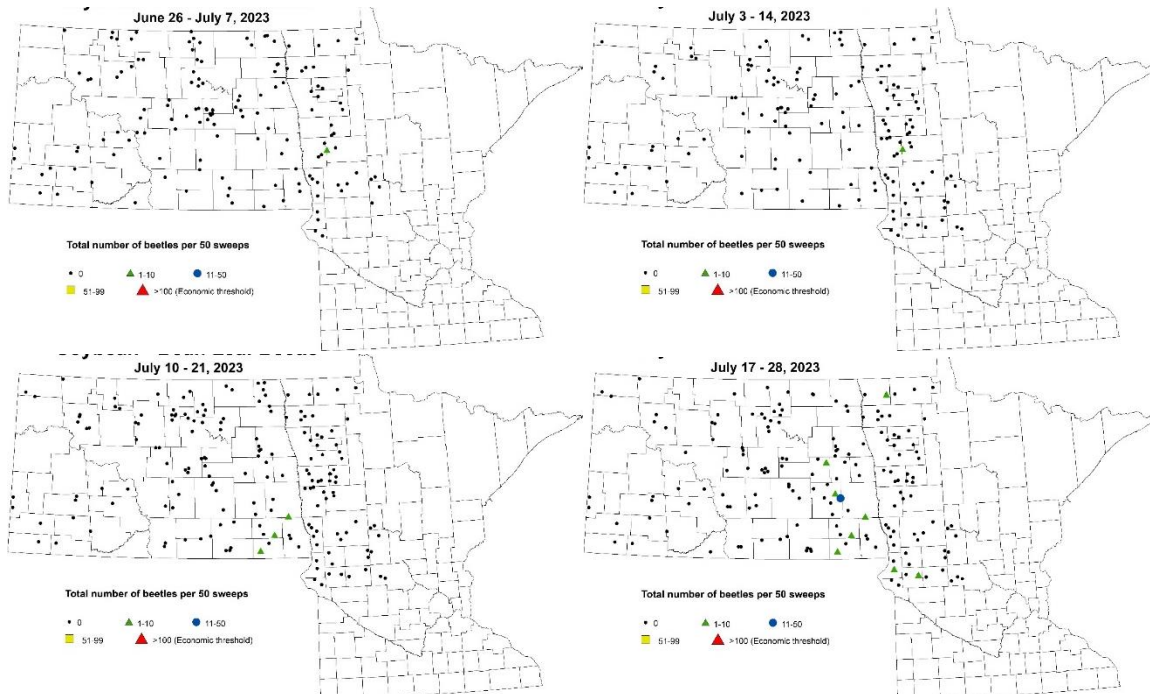 June 26 - July 7, 2023
Total number of beetles per 50 sweeps
0 1-10 11-50
51-99 >100 (Economic threshold)
July 3 - 14, 2023
Total number of beetles per 50 sweeps
0 1-10 11-50
51-99 >100 (Economic threshold)
July 10 - 21, 2023
Total number of beetles per 50 sweeps
0 1-10 11-50
51-99 >100 (Economic threshold)
July 17 - 28, 2023
Total number of beetles per 50 sweeps
0 1-10 11-50
51-99 >100 (Economic threshold)